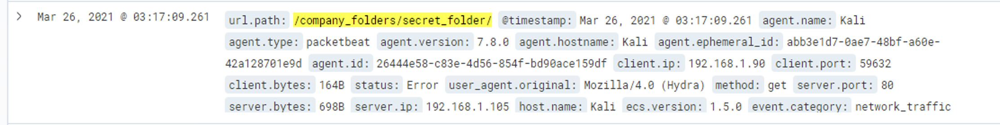 Mar 26, 2021 @ 03:17:09.261 url.path: /company_folders/secret_folder/ @timestamp: Mar 26, 2021 @ 03:17:09.261 agent.name: Kali
agent.type: packetbeat agent.version: 7.8.0 agent.hostname: Kali agent.ephemeral_id: abb3e1d7-0ae7-48bf-a60e-
42a128701e9d agent.id: 26444e58-c83e-4d56-854f-bd90ace159df client.ip: 192.168.1.90 client.port: 59632
client.bytes: 164B status: Error user_agent.original: Mozilla/4.0 (Hydra) method: get server.port: 80
server.bytes: 698B server.ip: 192.168.1.105 host.name: Kali ecs.version: 1.5.0 event.category: network_traffic